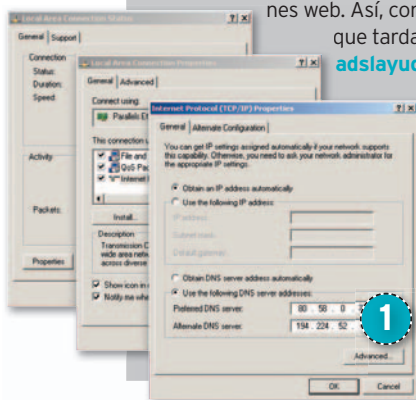 nes web. Así, con
que tarda
adslayud
Local Area Connection Status
General Support
Connection
Status:
Duration:
Speed:
Activity
Packets:
Properties
Local Area Connection Properties
General Advanced
Connect using:
Parallels Et
This connection u
File and
QoS Pac
Internet
Install...
Description
Transmission C
wide area netw
across diverse
Show icon in
Notify me whe
Internet Protocol (TCP/IP) Properties
General Alternate Configuration
You can get IP settings assigned automatically if your network supports
this capability. Otherwise, you need to ask your network administrator for
the appropriate IP settings.
Obtain an IP address automatically
Use the following IP address:
IP address:
Subnet mask:
Default gateway:
Obtain DNS server address automatically
Use the following DNS server addresses:
Preferred DNS server: 80 . 58 . 0 .
Alternate DNS server: 194 . 224 . 52 .
1
Advanced...
OK Cancel